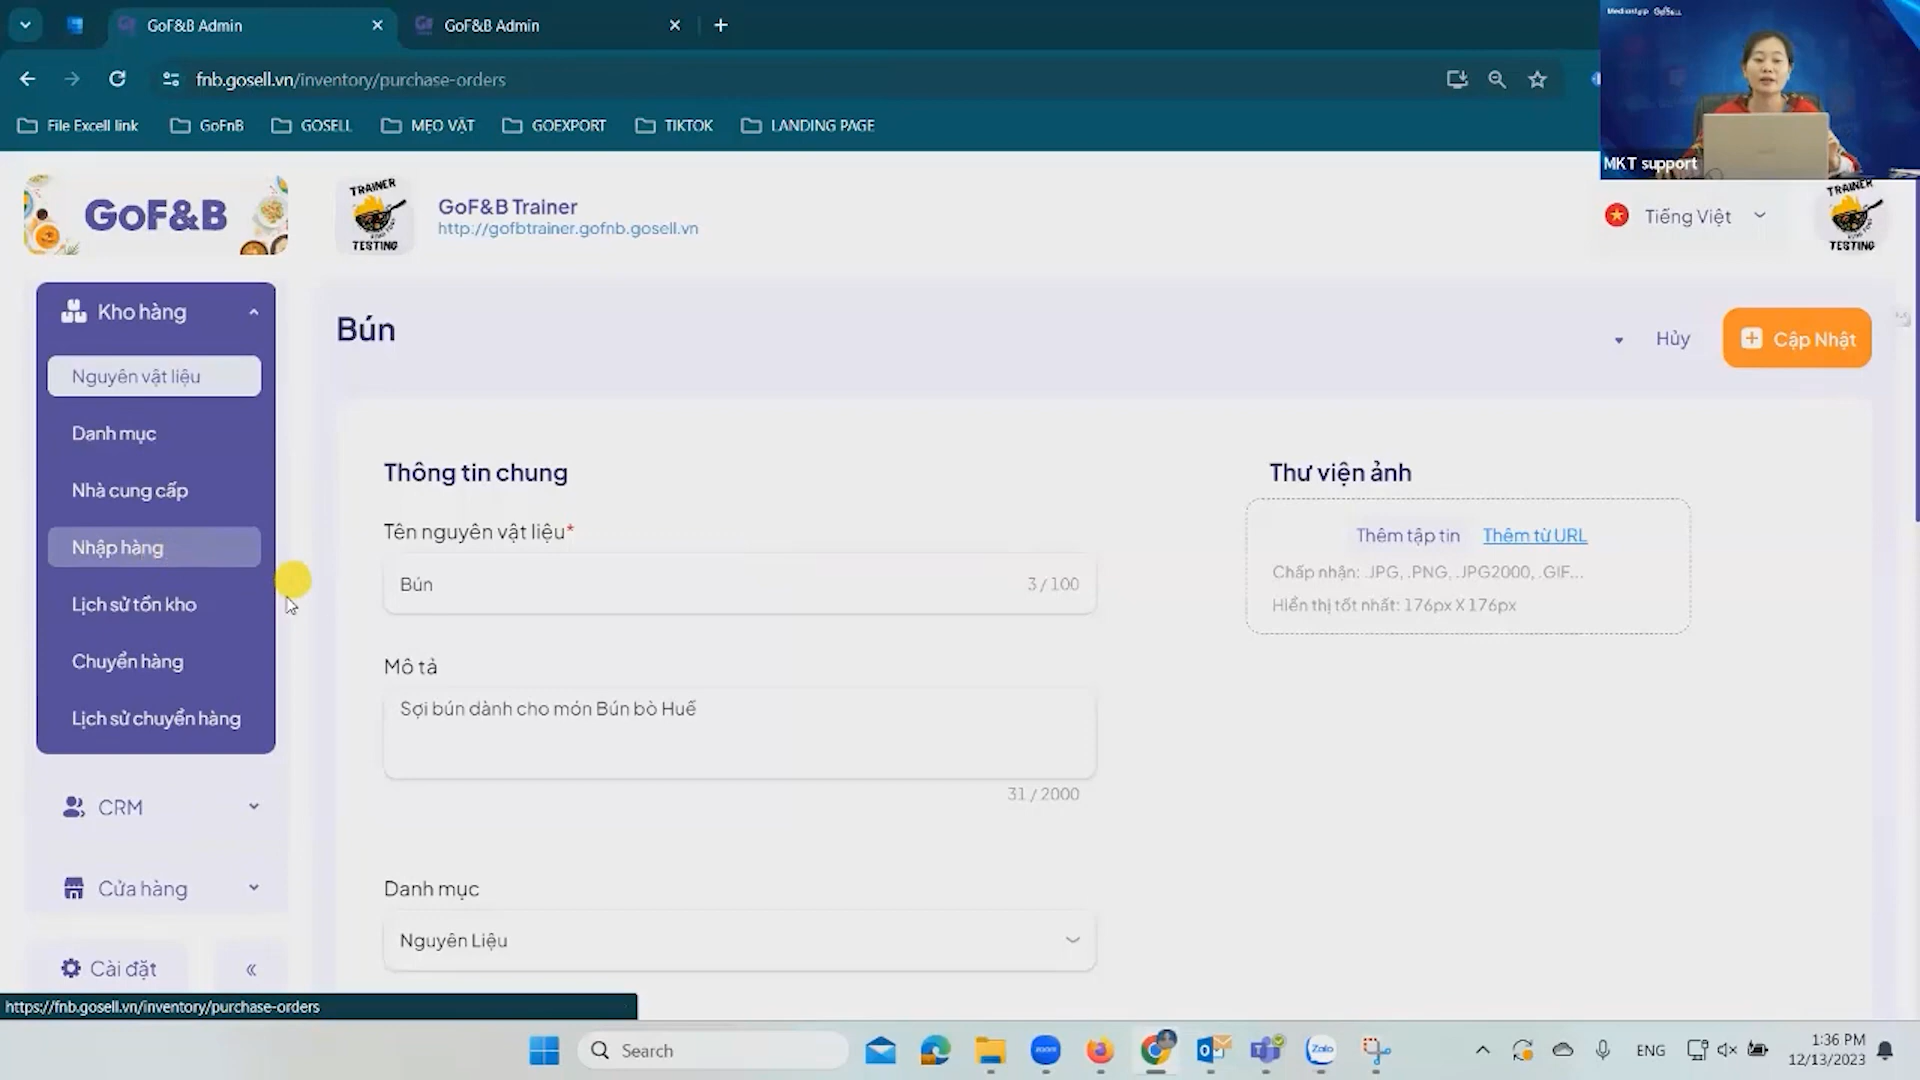 GoF&B Admin
GoF&B Admin
fnb.gosell.vn/inventory/purchase-orders
File Excell link
GoFnB
GOSELL
MẸO VẶT
GOEXPORT
TIKTOK
LANDING PAGE
MKT support
GoF&B
TRAINER
TESTING
GoF&B Trainer
http://gofbtrainer.gofnb.gosell.vn
Tiếng Việt
TRAINER
TESTING
Kho hàng
Nguyên vật liệu
Danh mục
Nhà cung cấp
Nhập hàng
Lịch sử tồn kho
Chuyển hàng
Lịch sử chuyển hàng
CRM
Cửa hàng
Cài đặt
Bún
Hủy
Cập Nhật
Thông tin chung
Tên nguyên vật liệu*
Bún
3 / 100
Mô tả
Sợi bún dành cho món Bún bò Huế
31 / 2000
Danh mục
Nguyên Liệu
Thư viện ảnh
Thêm tập tin
Thêm từ URL
Chấp nhận: .JPG, .PNG, .JPG2000, .GIF...
Hiển thị tốt nhất: 176px X 176px
https://fnb.gosell.vn/inventory/purchase-orders
Search
zoom
Zalo
ENG
1:36 PM
12/13/2023